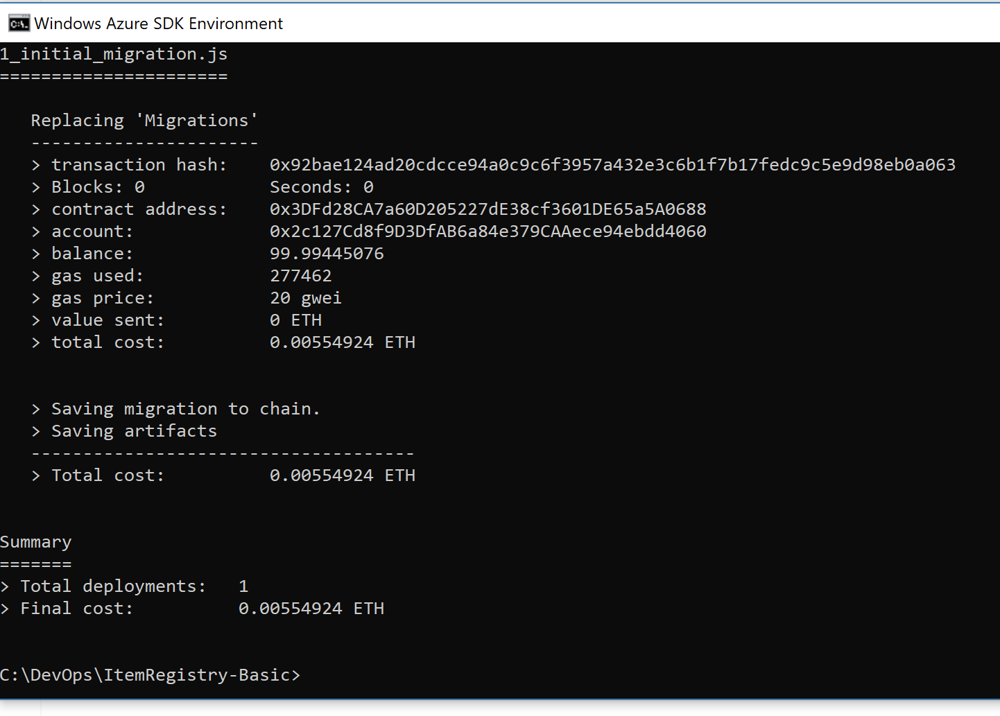 Windows Azure SDK Environment
1_initial_migration.js
======================
Replacing 'Migrations'
----------------------
> transaction hash:    0x92bae124ad20cdcce94a0c9c6f3957a432e3c6b1f7b17fedc9c5e9d98eb0a063
> Blocks: 0            Seconds: 0
> contract address:    0x3DFd28CA7a60D205227dE38cf3601DE65a5A0688
> account:             0x2c127Cd8f9D3DfAB6a84e379CAAece94ebdd4060
> balance:             99.99445076
> gas used:            277462
> gas price:           20 gwei
> value sent:          0 ETH
> total cost:          0.00554924 ETH
> Saving migration to chain.
> Saving artifacts
-------------------------------------
> Total cost:          0.00554924 ETH
Summary
=======
> Total deployments:   1
> Final cost:          0.00554924 ETH
C:\DevOps\ItemRegistry-Basic>